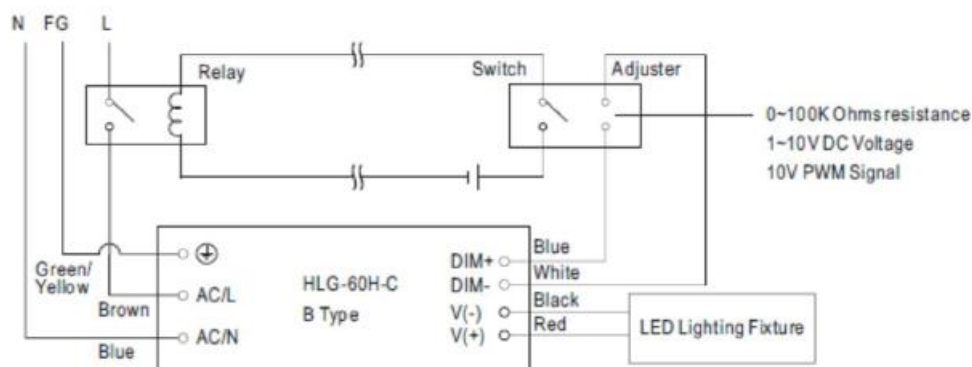 N FG L
Relay
Switch
Adjuster
0~100K Ohms resistance
1~10V DC Voltage
10V PWM Signal
Green/
Yellow
Brown
Blue
AC/L
AC/N
HLG-60H-C
B Type
DIM+
DIM-
V(-)
V(+)
Blue
White
Black
Red
LED Lighting Fixture